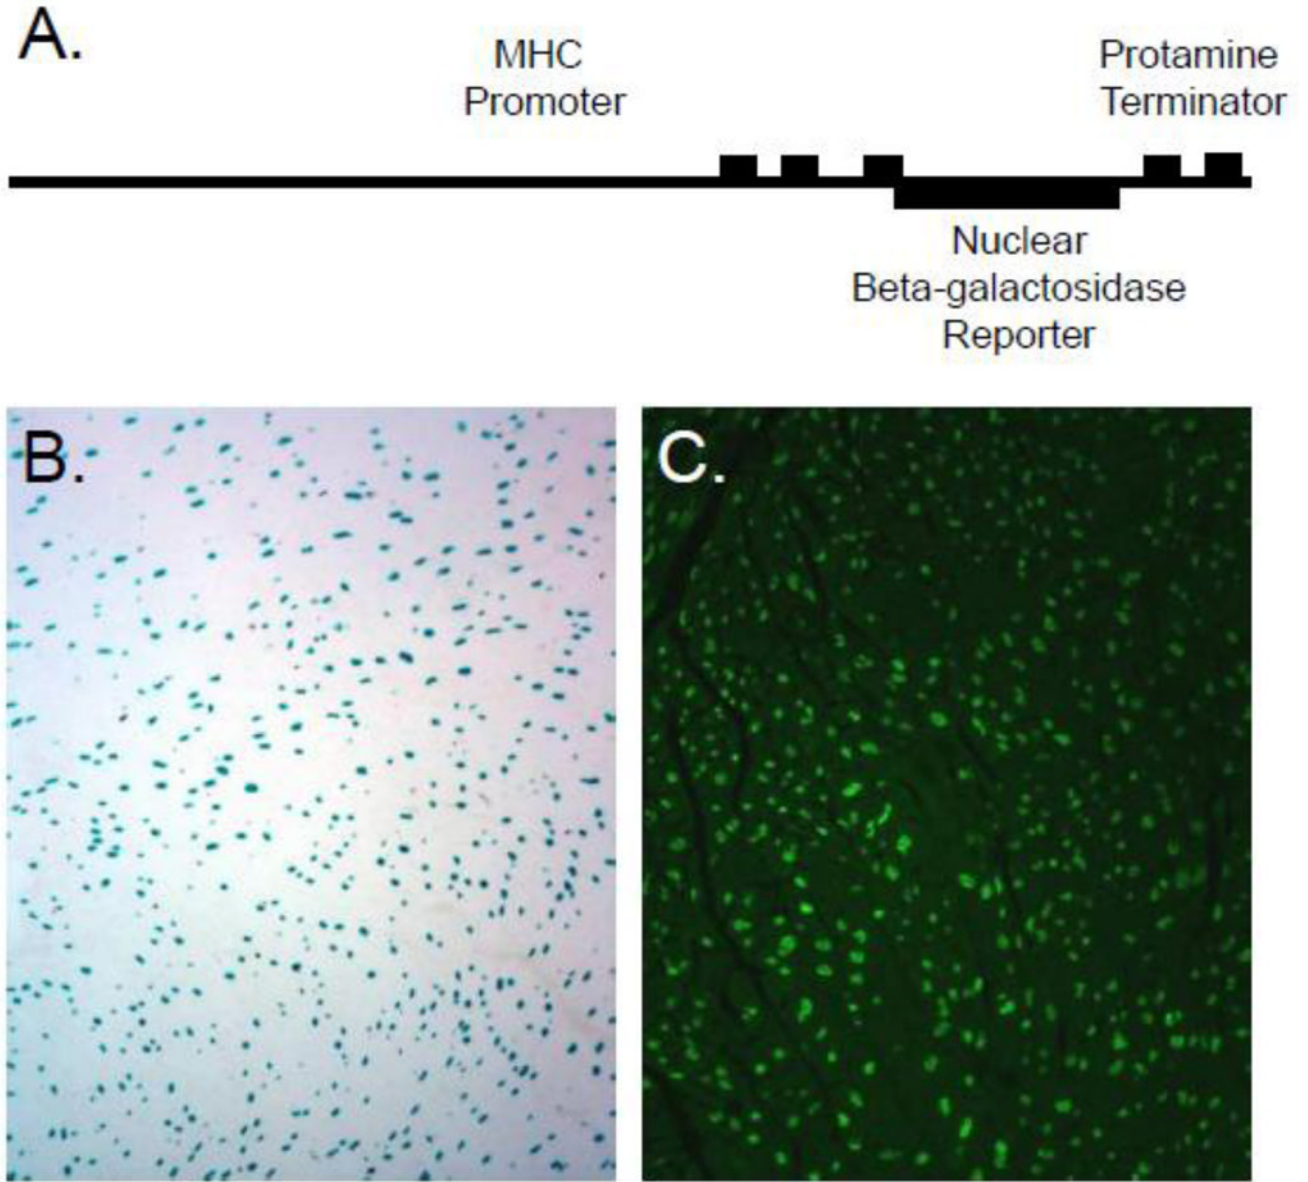 A.
MHC
Promoter
Protamine
Terminator
Nuclear
Beta-galactosidase
Reporter
B.
C.